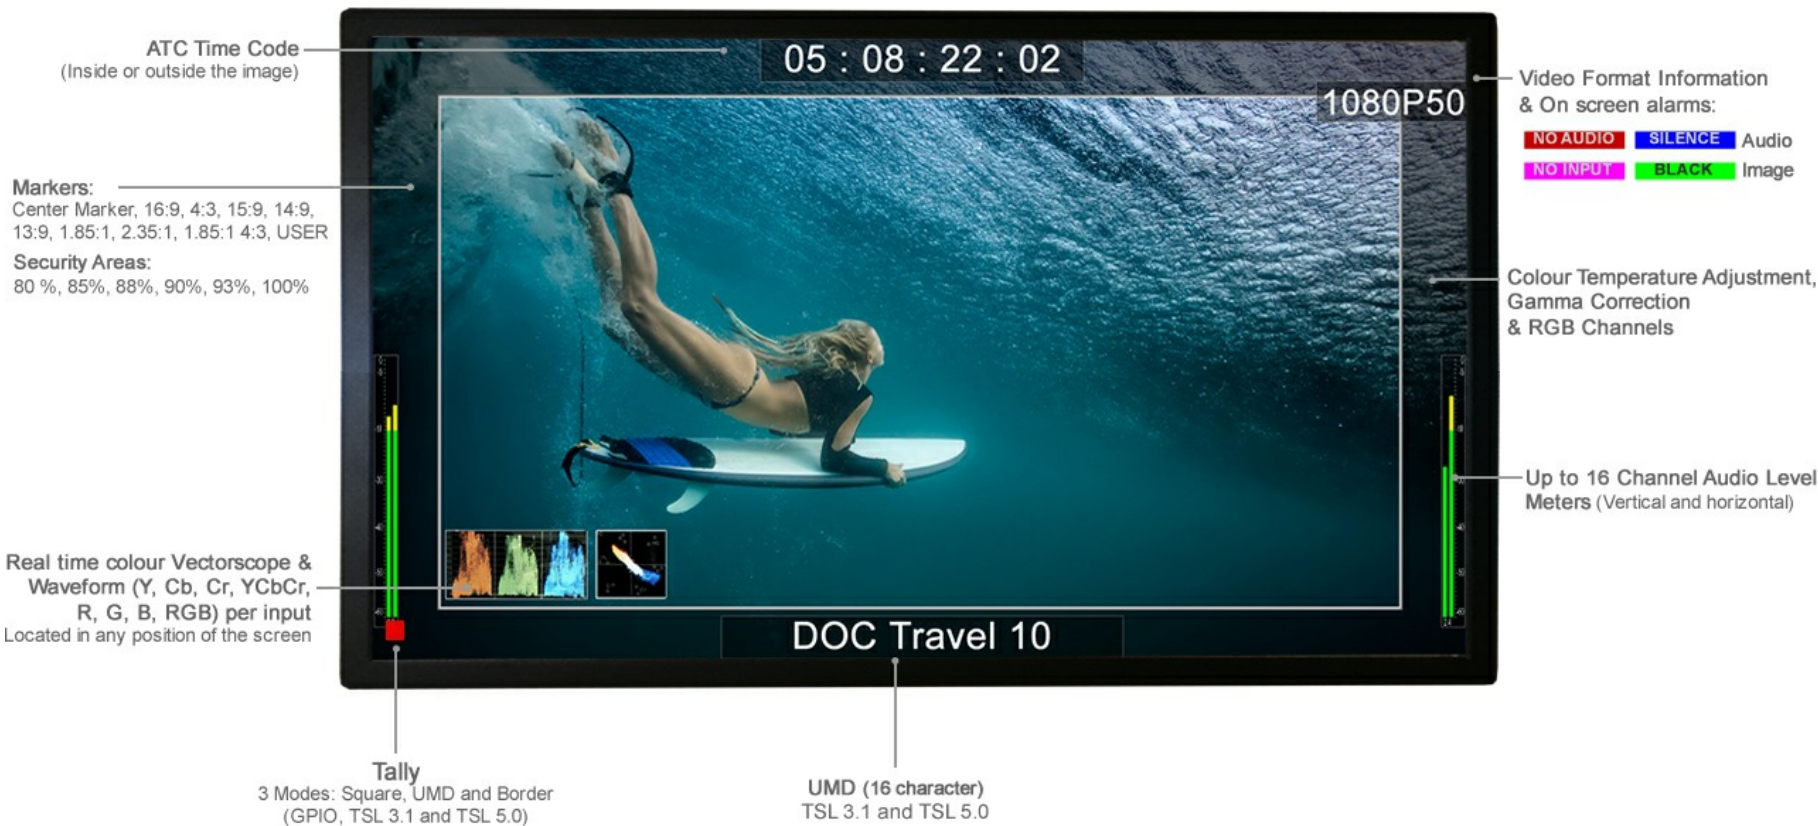 ATC Time Code
(Inside or outside the image)
05 : 08 : 22 : 02
1080P50
Video Format Information
& On screen alarms:
NO AUDIO SILENCE Audio
NO INPUT BLACK Image
Markers:
Center Marker, 16:9, 4:3, 15:9, 14:9,
13:9, 1.85:1, 2.35:1, 1.85:1 4:3, USER
Security Areas:
80 %, 85%, 88%, 90%, 93%, 100%
Colour Temperature Adjustment,
Gamma Correction
& RGB Channels
Up to 16 Channel Audio Level
Meters (Vertical and horizontal)
Real time colour Vectorscope &
Waveform (Y, Cb, Cr, YCbCr,
R, G, B, RGB) per input
Located in any position of the screen
DOC Travel 10
Tally
3 Modes: Square, UMD and Border
(GPIO, TSL 3.1 and TSL 5.0)
UMD (16 character)
TSL 3.1 and TSL 5.0